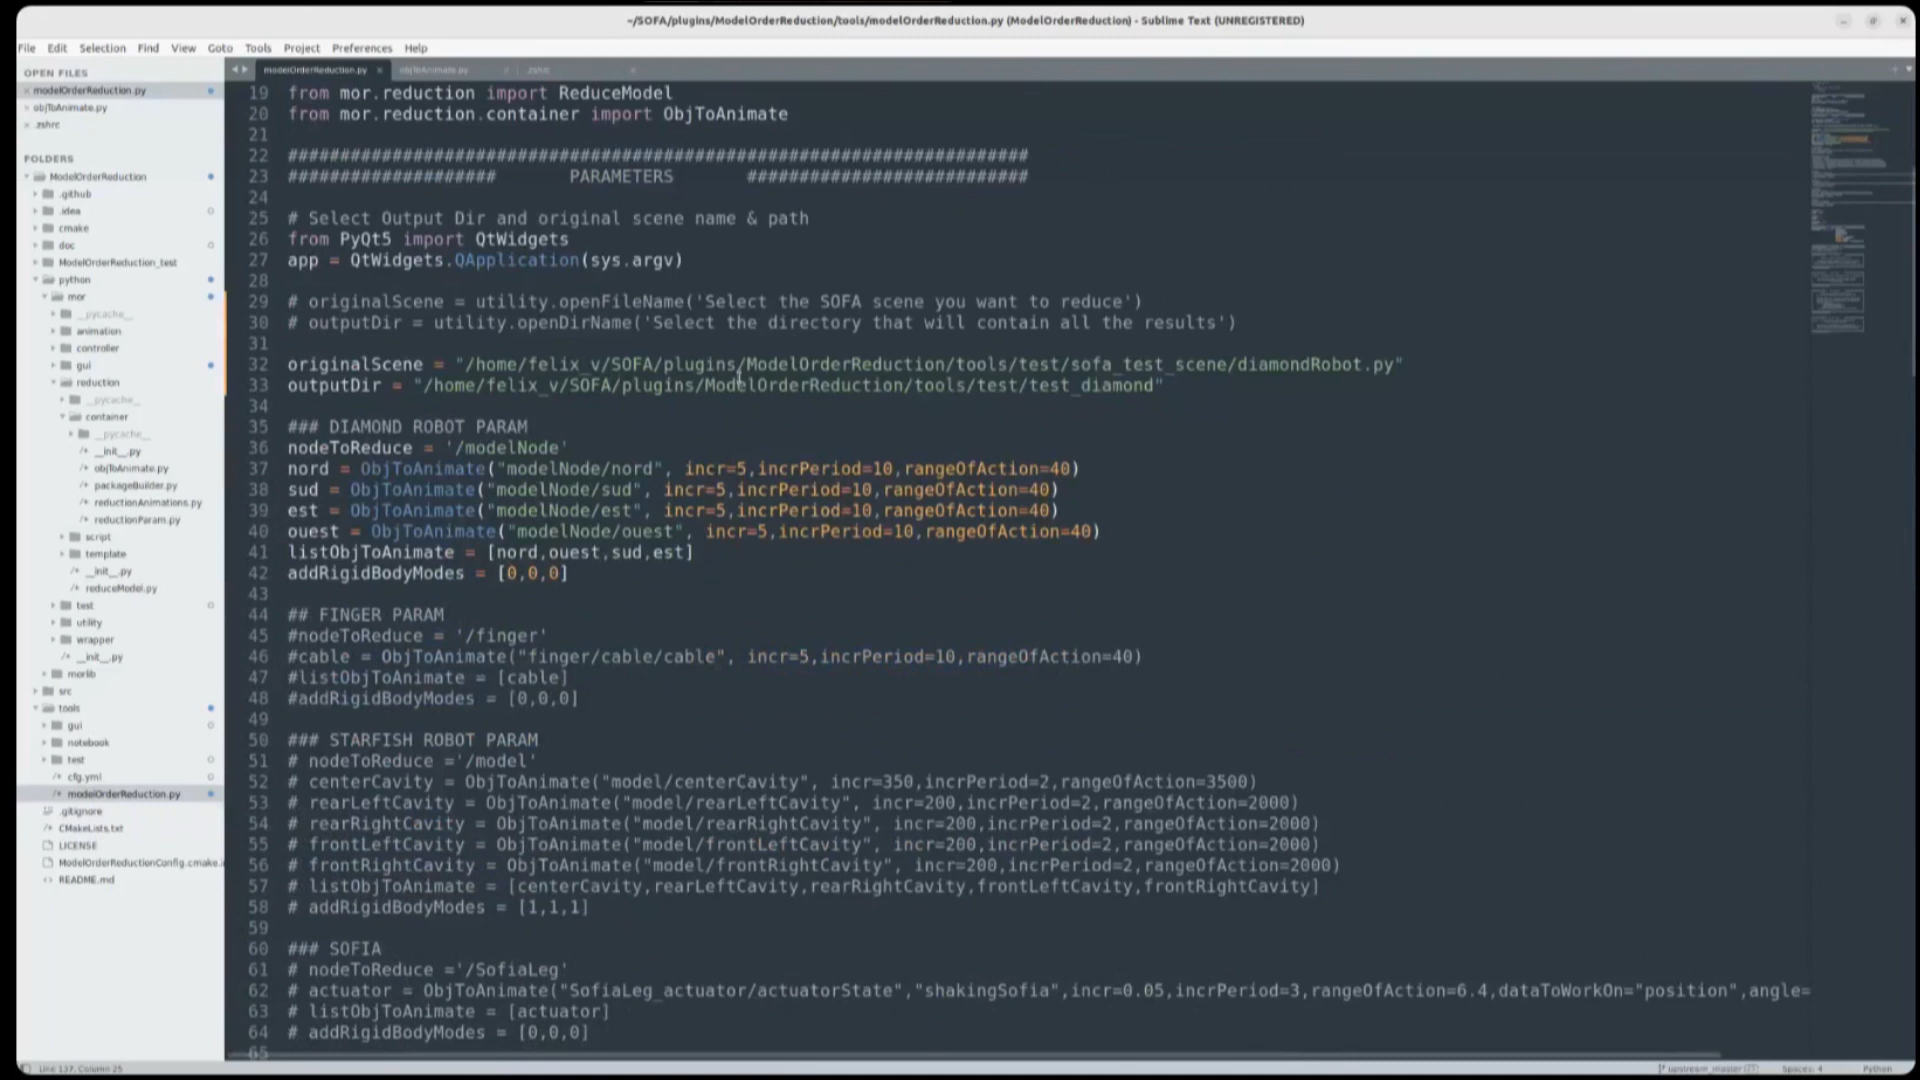 ~/SOFA/plugins/ModelOrderReduction/tools/modelOrderReduction.py (ModelOrderReduction) - Sublime Text (UNREGISTERED)
File Edit Selection Find View Goto Tools Project Preferences Help
OPEN FILES
modelOrderReduction.py
objToAnimate.py
.zshrc
FOLDERS
ModelOrderReduction
.github
.idea
cmake
doc
ModelOrderReduction_test
python
mor
__pycache__
animation
controller
gui
reduction
__pycache__
container
__pycache__
__init__.py
objToAnimate.py
packageBuilder.py
reductionAnimations.py
reductionParam.py
script
template
__init__.py
reduceModel.py
test
utility
wrapper
__init__.py
morlib
src
tools
gui
notebook
test
cfg.yml
modelOrderReduction.py
.gitignore
CMakeLists.txt
LICENSE
ModelOrderReductionConfig.cmake.i
README.md
modelOrderReduction.py objToAnimate.py .zshrc
19 from mor.reduction import ReduceModel
20 from mor.reduction.container import ObjToAnimate
21
22 #######################################################################
23 ####################       PARAMETERS       ###########################
24
25 # Select Output Dir and original scene name & path
26 from PyQt5 import QtWidgets
27 app = QtWidgets.QApplication(sys.argv)
28
29 # originalScene = utility.openFileName('Select the SOFA scene you want to reduce')
30 # outputDir = utility.openDirName('Select the directory that will contain all the results')
31
32 originalScene = "/home/felix_v/SOFA/plugins/ModelOrderReduction/tools/test/sofa_test_scene/diamondRobot.py"
33 outputDir = "/home/felix_v/SOFA/plugins/ModelOrderReduction/tools/test/test_diamond"
34
35 ### DIAMOND ROBOT PARAM
36 nodeToReduce = '/modelNode'
37 nord = ObjToAnimate("modelNode/nord", incr=5,incrPeriod=10,rangeOfAction=40)
38 sud = ObjToAnimate("modelNode/sud", incr=5,incrPeriod=10,rangeOfAction=40)
39 est = ObjToAnimate("modelNode/est", incr=5,incrPeriod=10,rangeOfAction=40)
40 ouest = ObjToAnimate("modelNode/ouest", incr=5,incrPeriod=10,rangeOfAction=40)
41 listObjToAnimate = [nord,ouest,sud,est]
42 addRigidBodyModes = [0,0,0]
43
44 ## FINGER PARAM
45 #nodeToReduce = '/finger'
46 #cable = ObjToAnimate("finger/cable/cable", incr=5,incrPeriod=10,rangeOfAction=40)
47 #listObjToAnimate = [cable]
48 #addRigidBodyModes = [0,0,0]
49
50 ### STARFISH ROBOT PARAM
51 # nodeToReduce ='/model'
52 # centerCavity = ObjToAnimate("model/centerCavity", incr=350,incrPeriod=2,rangeOfAction=3500)
53 # rearLeftCavity = ObjToAnimate("model/rearLeftCavity", incr=200,incrPeriod=2,rangeOfAction=2000)
54 # rearRightCavity = ObjToAnimate("model/rearRightCavity", incr=200,incrPeriod=2,rangeOfAction=2000)
55 # frontLeftCavity = ObjToAnimate("model/frontLeftCavity", incr=200,incrPeriod=2,rangeOfAction=2000)
56 # frontRightCavity = ObjToAnimate("model/frontRightCavity", incr=200,incrPeriod=2,rangeOfAction=2000)
57 # listObjToAnimate = [centerCavity,rearLeftCavity,rearRightCavity,frontLeftCavity,frontRightCavity]
58 # addRigidBodyModes = [1,1,1]
59
60 ### SOFIA
61 # nodeToReduce ='/SofiaLeg'
62 # actuator = ObjToAnimate("SofiaLeg_actuator/actuatorState","shakingSofia",incr=0.05,incrPeriod=3,rangeOfAction=6.4,dataToWorkOn="position",angle=
63 # listObjToAnimate = [actuator]
64 # addRigidBodyModes = [0,0,0]
65
Line 137, Column 25
upstream_master Spaces: 4 Python